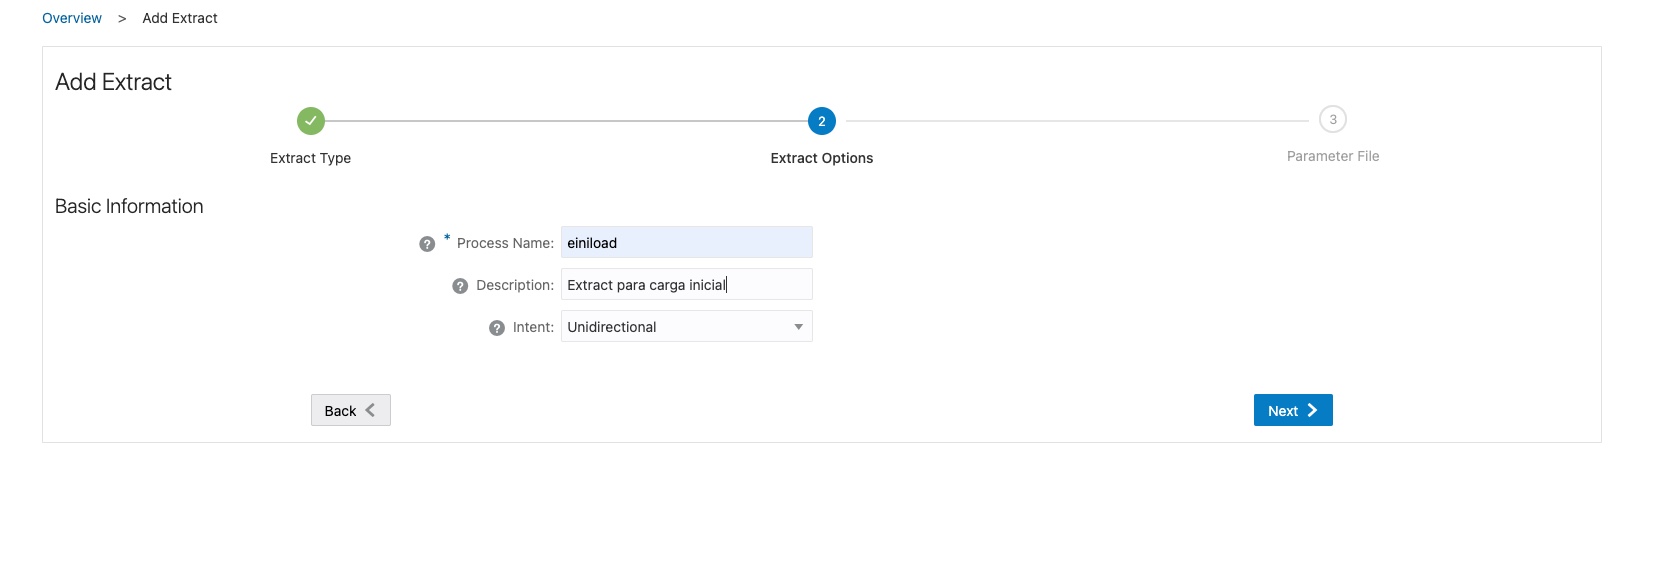 Overview > Add Extract
Add Extract
2
3
Extract Type
Extract Options
Parameter File
Basic Information
? * Process Name: einiload
? Description: Extract para carga inicial
? Intent: Unidirectional
Back
Next